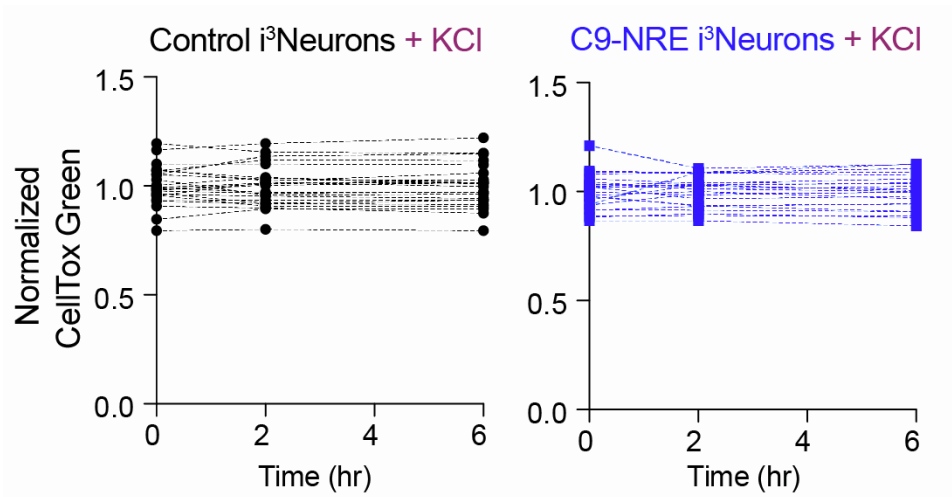 Control i³Neurons + KCl
C9-NRE i³Neurons + KCl
Normalized
CellTox Green
1.5
1.0
0.5
0.0
0 2 4 6
Time (hr)
1.5
1.0
0.5
0.0
0 2 4 6
Time (hr)